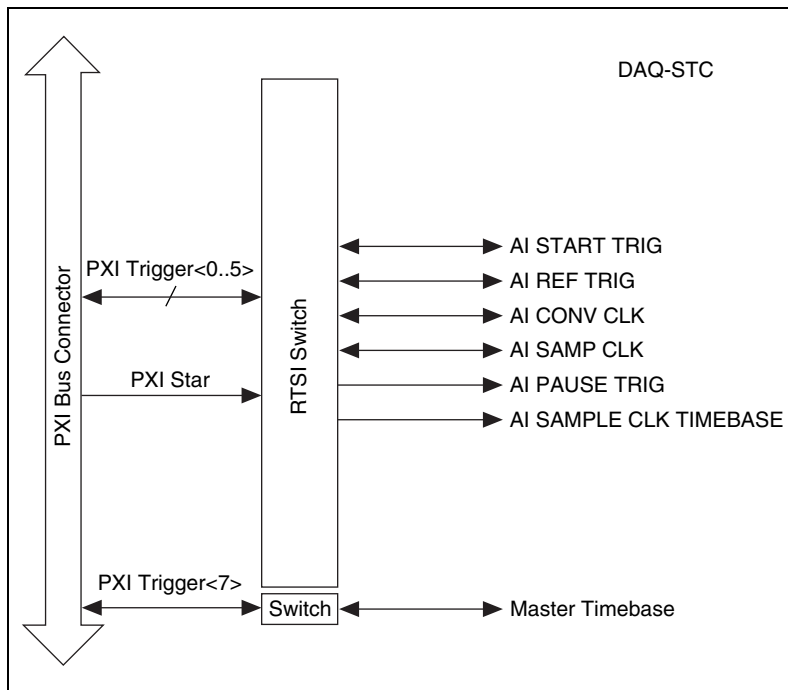 DAQ-STC
PXI Bus Connector
PXI Trigger<0..5>
PXI Star
PXI Trigger<7>
RTSI Switch
Switch
AI START TRIG
AI REF TRIG
AI CONV CLK
AI SAMP CLK
AI PAUSE TRIG
AI SAMPLE CLK TIMEBASE
Master Timebase